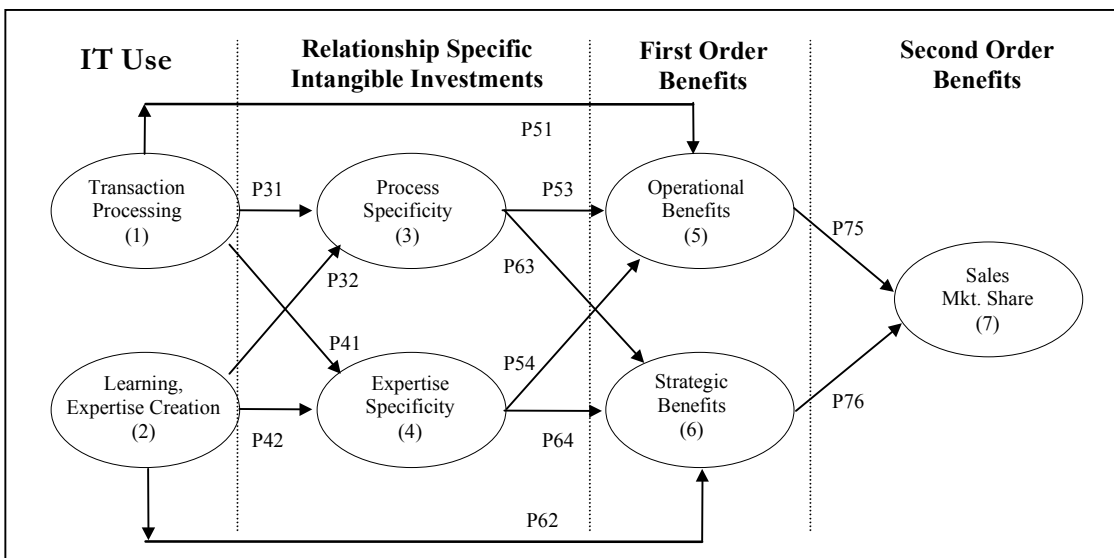 IT Use
Relationship Specific
Intangible Investments
First Order
Benefits
Second Order
Benefits
P51
Transaction
Processing
(1)
P31
Process
Specificity
(3)
P53
Operational
Benefits
(5)
P75
P32
P63
Sales
Mkt. Share
(7)
P41
P54
Learning,
Expertise Creation
(2)
P42
Expertise
Specificity
(4)
P64
Strategic
Benefits
(6)
P76
P62